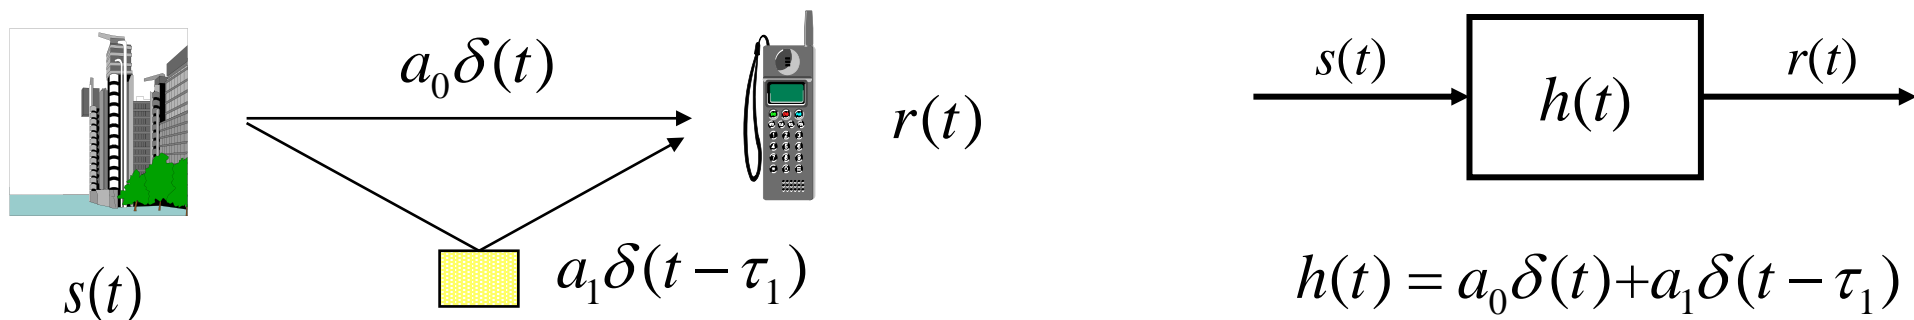 a₀δ(t)
r(t)
s(t)
a₁δ(t − τ₁)
s(t)
h(t)
r(t)
h(t) = a₀δ(t)+a₁δ(t − τ₁)